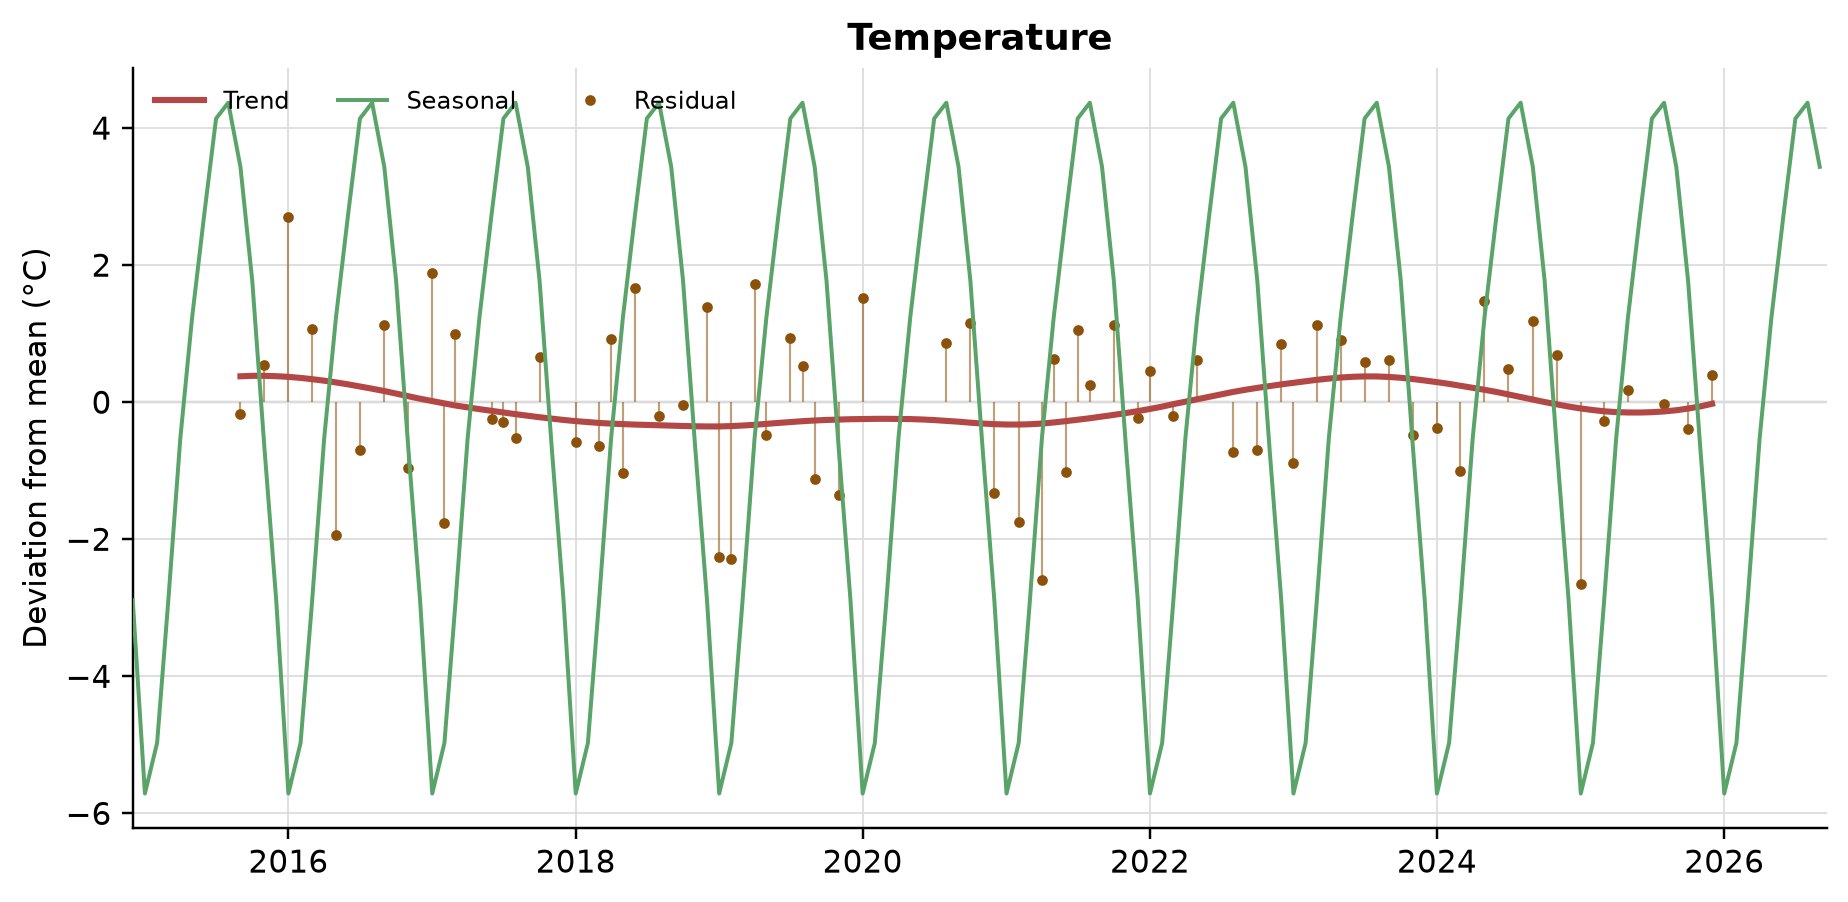 Temperature
Trend
Seasonal
Residual
Deviation from mean (°C)
4
2
0
−2
−4
−6
2016
2018
2020
2022
2024
2026